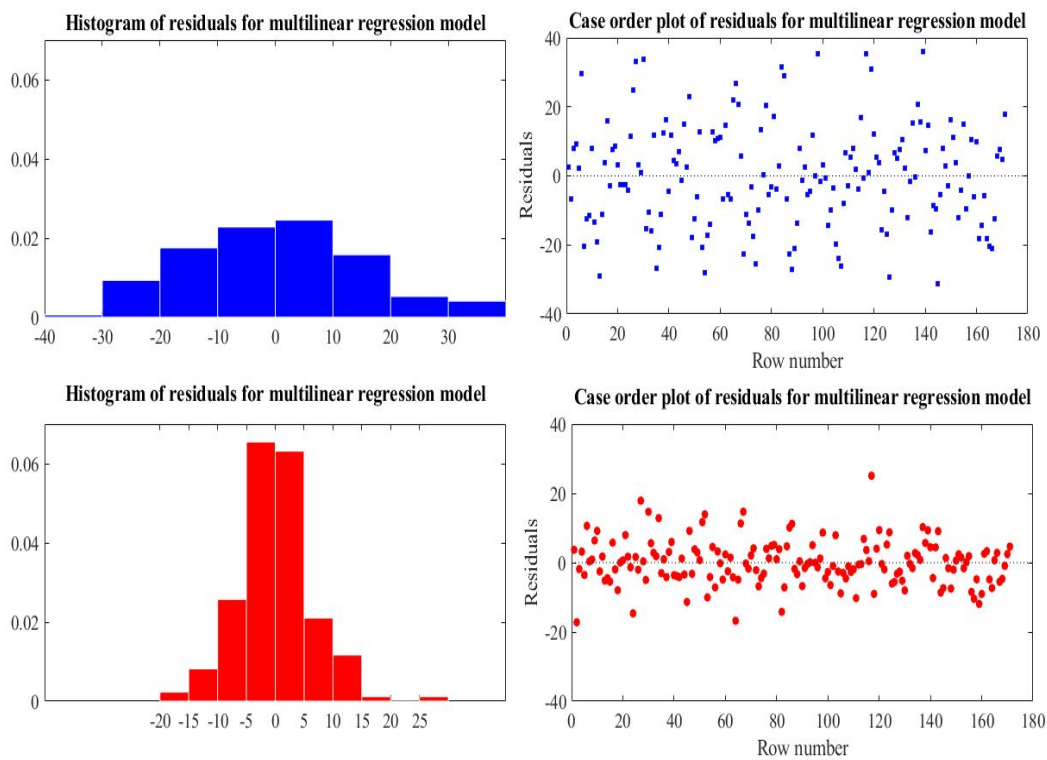 Histogram of residuals for multilinear regression model
0.06
0.04
0.02
0
-40 -30 -20 -10 0 10 20 30
Case order plot of residuals for multilinear regression model
40
20
0
-20
-40
Residuals
0 20 40 60 80 100 120 140 160 180
Row number
Histogram of residuals for multilinear regression model
0.06
0.04
0.02
0
-20 -15 -10 -5 0 5 10 15 20 25
Case order plot of residuals for multilinear regression model
40
20
0
-20
-40
Residuals
0 20 40 60 80 100 120 140 160 180
Row number